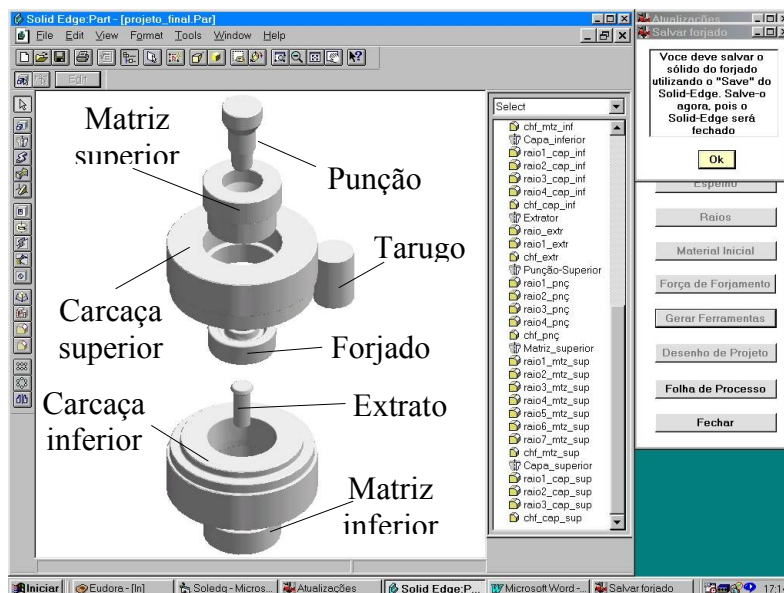 Solid Edge:Part - [projeto_final.Par]
File Edit View Format Tools Window Help
Edit
Matriz
superior
Punção
Tarugo
Carcaça
superior
Forjado
Extrato
Carcaça
inferior
Matriz
inferior
Select
chf_mtz_inf
Capa_inferior
raio1_cap_inf
raio2_cap_inf
raio3_cap_inf
raio4_cap_inf
chf_cap_inf
Extrator
raio_extr
raio1_extr
chf_extr
Punção-Superior
raio1_pnç
raio2_pnç
raio3_pnç
raio4_pnç
chf_pnç
Matriz_superior
raio1_mtz_sup
raio2_mtz_sup
raio3_mtz_sup
raio4_mtz_sup
raio5_mtz_sup
raio6_mtz_sup
raio7_mtz_sup
chf_mtz_sup
Capa_superior
raio1_cap_sup
raio2_cap_sup
raio3_cap_sup
chf_cap_sup
Atualizações
Salvar forjado
Voce deve salvar o
sólido do forjado
utilizando o "Save" do
Solid-Edge. Salve-o
agora, pois o
Solid-Edge será
fechado
Ok
Raios
Material Inicial
Força de Forjamento
Gerar Ferramentas
Desenho de Projeto
Folha de Processo
Fechar
Iniciar Eudora - [In] Soledq - Micros... Atualizações Solid Edge:P... Microsoft Word -... Salvar forjado